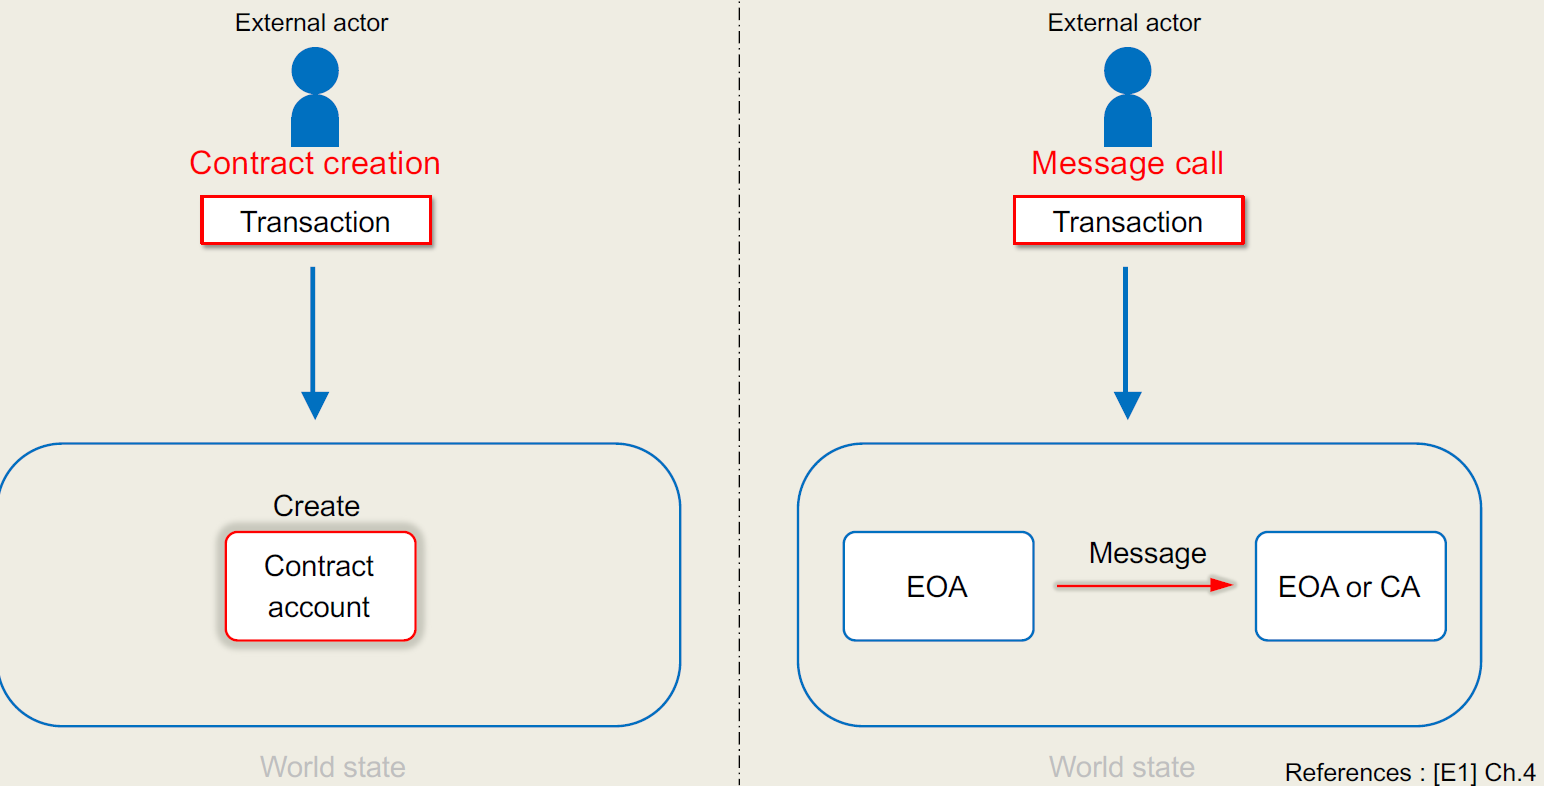 External actor
Contract creation
Transaction
Create
Contract
account
World state
External actor
Message call
Transaction
EOA
Message
EOA or CA
World state
References : [E1] Ch.4